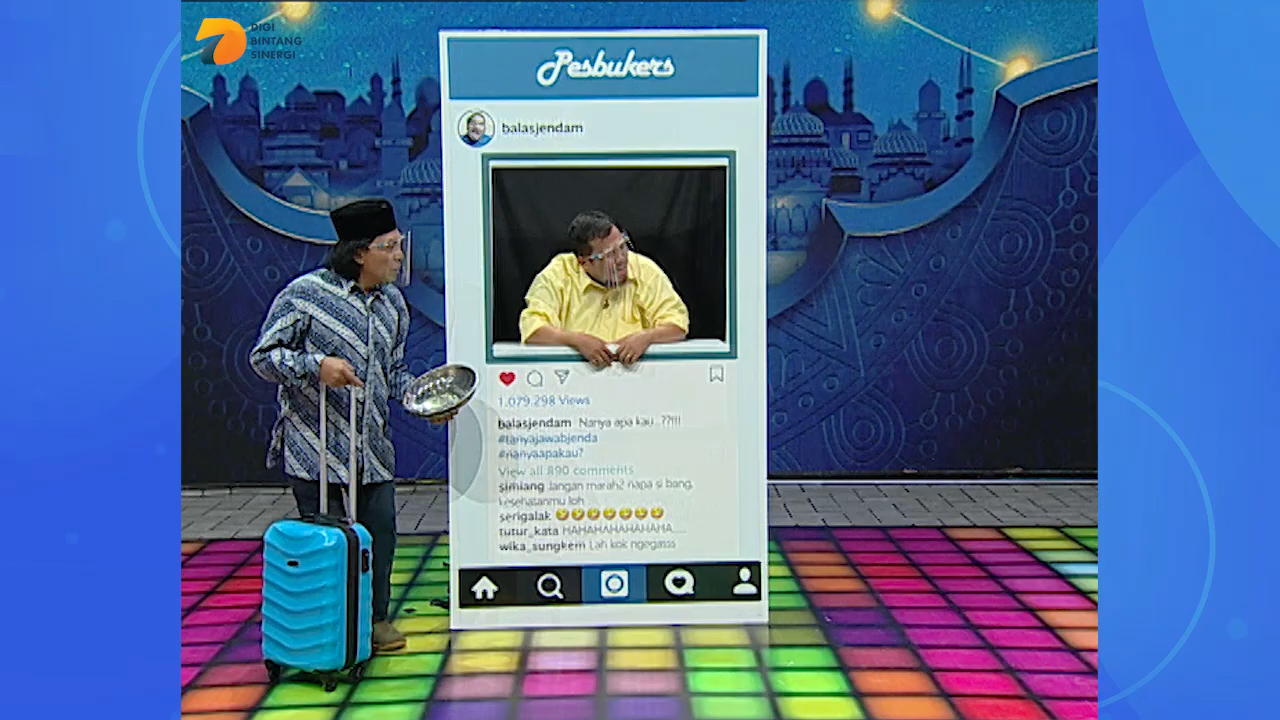 DIGI
BINTANG
SINERGI
Pesbukers
balasjendam
1.079.298 Views
balasjendam Nanya apa kau..??!!!
#tanyajawabjenda
#nanyaapakau?
View all 890 comments
simiang Jangan marah2 napa si bang,
kesehatanmu loh...
serigalak 🤣🤣🤣🤣🤣🤣🤣
tutur_kata HAHAHAHAHAHAHA.....
wika_sungkem Lah kok ngegasss